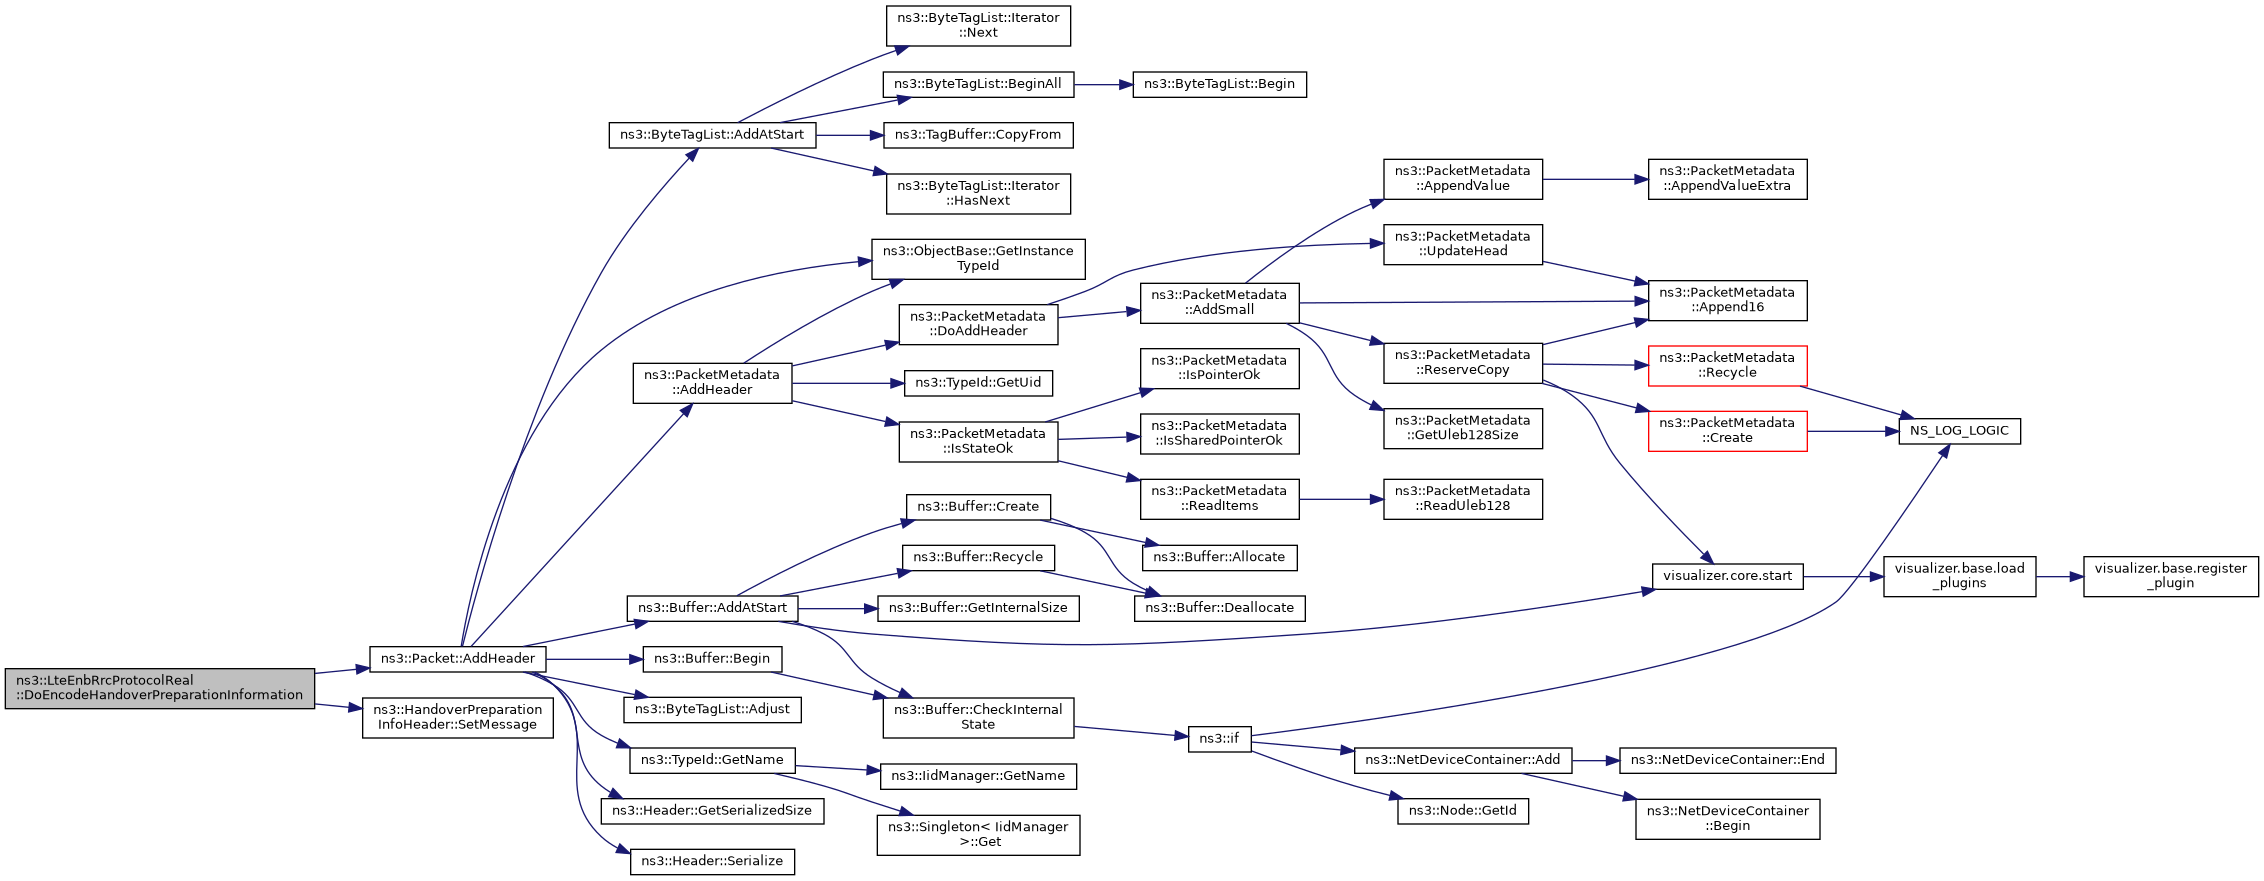 ns3::LteEnbRrcProtocolReal
::DoEncodeHandoverPreparationInformation
ns3::Packet::AddHeader
ns3::HandoverPreparation
InfoHeader::SetMessage
ns3::ByteTagList::AddAtStart
ns3::PacketMetadata
::AddHeader
ns3::Buffer::AddAtStart
ns3::Buffer::Begin
ns3::ByteTagList::Adjust
ns3::TypeId::GetName
ns3::Header::GetSerializedSize
ns3::Header::Serialize
ns3::ByteTagList::Iterator
::Next
ns3::ByteTagList::BeginAll
ns3::TagBuffer::CopyFrom
ns3::ByteTagList::Iterator
::HasNext
ns3::ObjectBase::GetInstance
TypeId
ns3::PacketMetadata
::DoAddHeader
ns3::TypeId::GetUid
ns3::PacketMetadata
::IsStateOk
ns3::Buffer::Create
ns3::Buffer::Recycle
ns3::Buffer::GetInternalSize
ns3::Buffer::CheckInternal
State
ns3::IidManager::GetName
ns3::Singleton< IidManager
>::Get
ns3::ByteTagList::Begin
ns3::PacketMetadata
::AddSmall
ns3::PacketMetadata
::IsPointerOk
ns3::PacketMetadata
::IsSharedPointerOk
ns3::PacketMetadata
::ReadItems
ns3::Buffer::Allocate
ns3::Buffer::Deallocate
ns3::if
ns3::PacketMetadata
::AppendValue
ns3::PacketMetadata
::UpdateHead
ns3::PacketMetadata
::ReserveCopy
ns3::PacketMetadata
::GetUleb128Size
ns3::PacketMetadata
::ReadUleb128
ns3::NetDeviceContainer::Add
ns3::Node::GetId
ns3::PacketMetadata
::AppendValueExtra
ns3::PacketMetadata
::Append16
ns3::PacketMetadata
::Recycle
ns3::PacketMetadata
::Create
visualizer.core.start
ns3::NetDeviceContainer::End
ns3::NetDeviceContainer
::Begin
NS_LOG_LOGIC
visualizer.base.load
_plugins
visualizer.base.register
_plugin